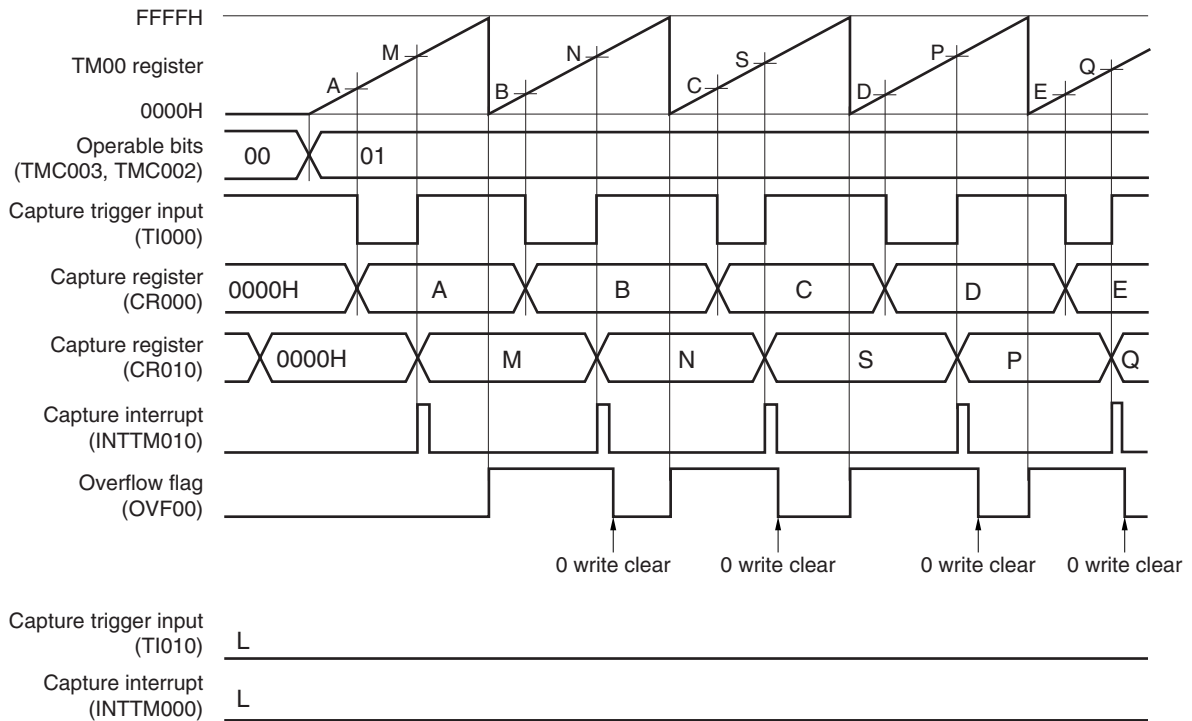 FFFFH
TM00 register
0000H
A M B N C S D P E Q
Operable bits
(TMC003, TMC002)
00 01
Capture trigger input
(TI000)
Capture register
(CR000)
0000H A B C D E
Capture register
(CR010)
0000H M N S P Q
Capture interrupt
(INTTM010)
Overflow flag
(OVF00)
0 write clear 0 write clear 0 write clear 0 write clear
Capture trigger input
(TI010)
L
Capture interrupt
(INTTM000)
L